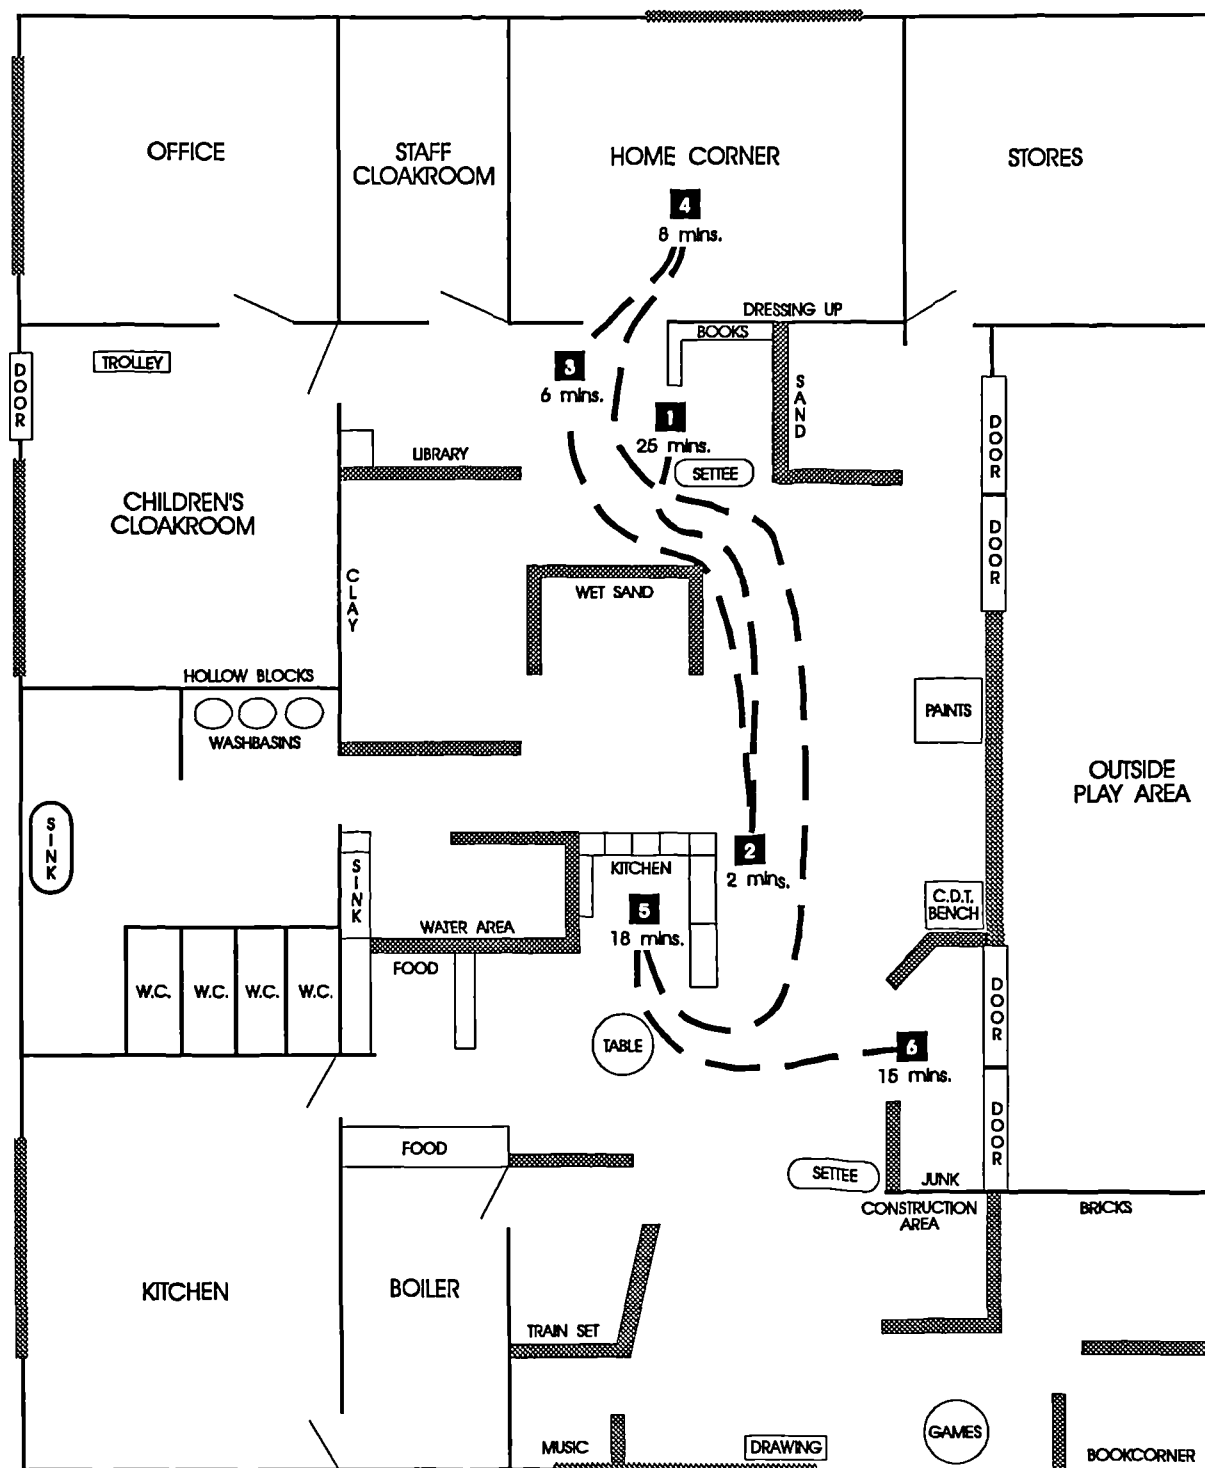 OFFICE
STAFF
CLOAKROOM
HOME CORNER
STORES
4
8 mins.
DRESSING UP
BOOKS
TROLLEY
DOOR
3
6 mins.
1
25 mins.
SAND
SETTEE
DOOR
DOOR
LIBRARY
CHILDREN'S
CLOAKROOM
CLAY
WET SAND
HOLLOW BLOCKS
WASHBASINS
PAINTS
OUTSIDE
PLAY AREA
SINK
SINK
KITCHEN
2
2 mins.
5
18 mins.
C.D.T.
BENCH
WATER AREA
FOOD
W.C.
W.C.
W.C.
W.C.
TABLE
6
15 mins.
DOOR
DOOR
FOOD
SETTEE
JUNK
CONSTRUCTION
AREA
BRICKS
KITCHEN
BOILER
TRAIN SET
MUSIC
DRAWING
GAMES
BOOKCORNER